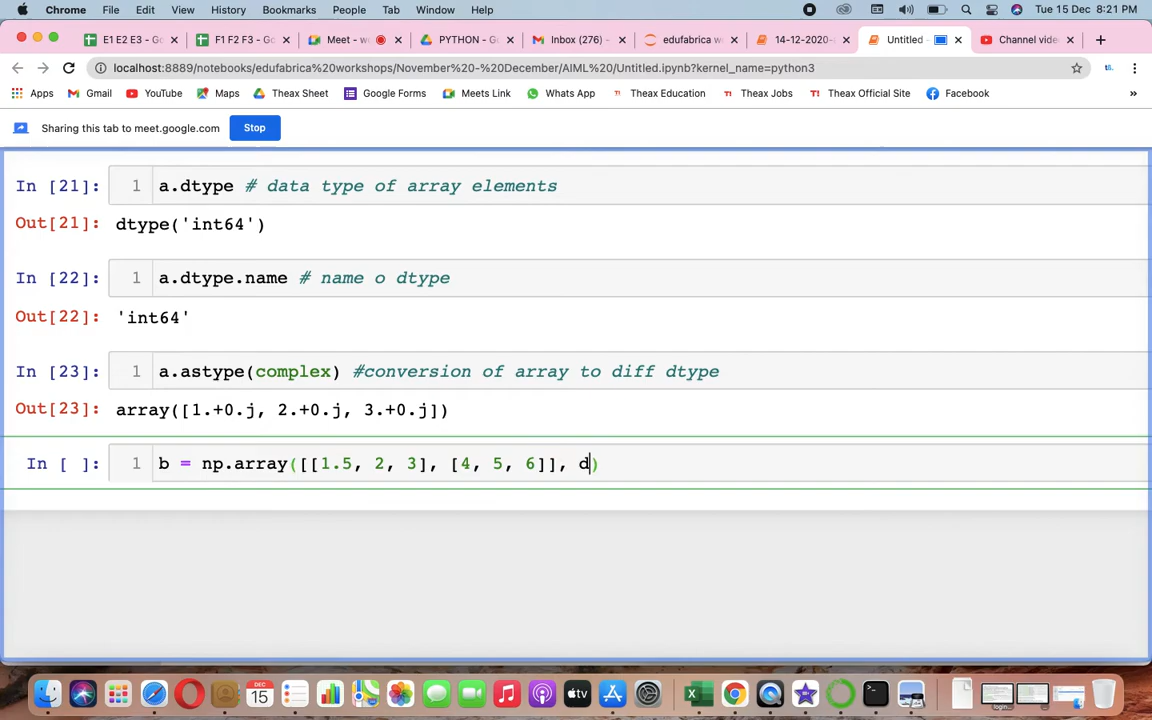 Chrome File Edit View History Bookmarks People Tab Window Help Tue 15 Dec 8:21 PM
E1 E2 E3 - Go F1 F2 F3 - Go Meet - w PYTHON - G Inbox (276) - edufabrica w 14-12-2020- Untitled Channel vide
localhost:8889/notebooks/edufabrica%20workshops/November%20-%20December/AIML%20/Untitled.ipynb?kernel_name=python3
Apps Gmail YouTube Maps Theax Sheet Google Forms Meets Link Whats App Theax Education Theax Jobs Theax Official Site Facebook »
Sharing this tab to meet.google.com Stop
In [21]: 1 a.dtype # data type of array elements
Out[21]: dtype('int64')
In [22]: 1 a.dtype.name # name o dtype
Out[22]: 'int64'
In [23]: 1 a.astype(complex) #conversion of array to diff dtype
Out[23]: array([1.+0.j, 2.+0.j, 3.+0.j])
In [ ]: 1 b = np.array([[1.5, 2, 3], [4, 5, 6]], d)
DEC
15
tv